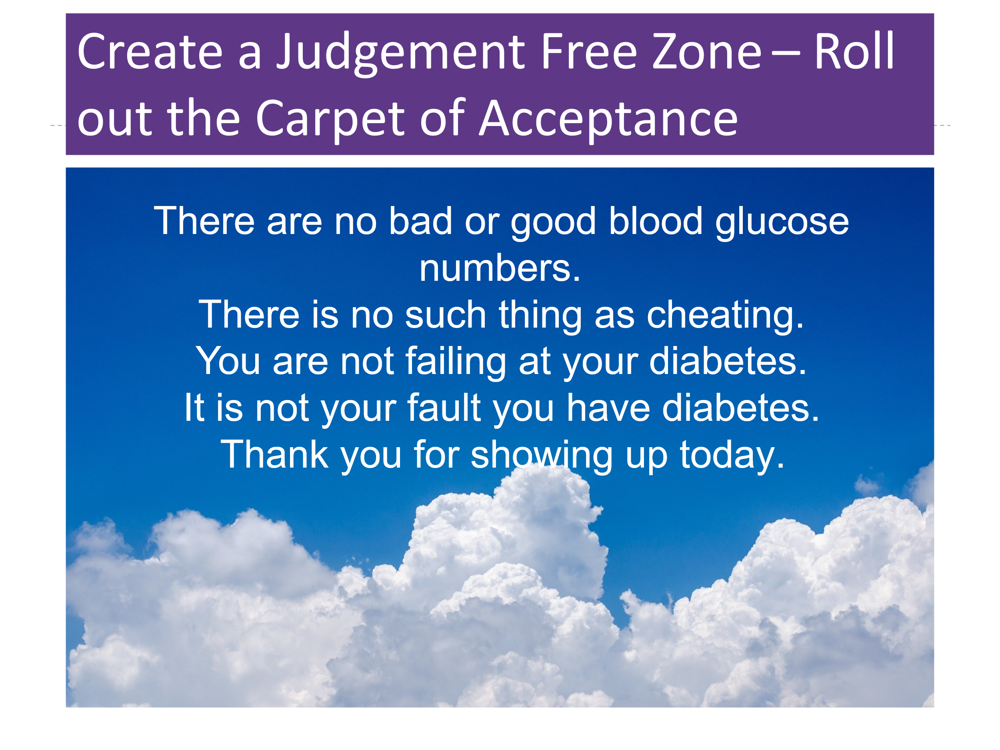 Create a Judgement Free Zone – Roll
out the Carpet of Acceptance
There are no bad or good blood glucose
numbers.
There is no such thing as cheating.
You are not failing at your diabetes.
It is not your fault you have diabetes.
Thank you for showing up today.